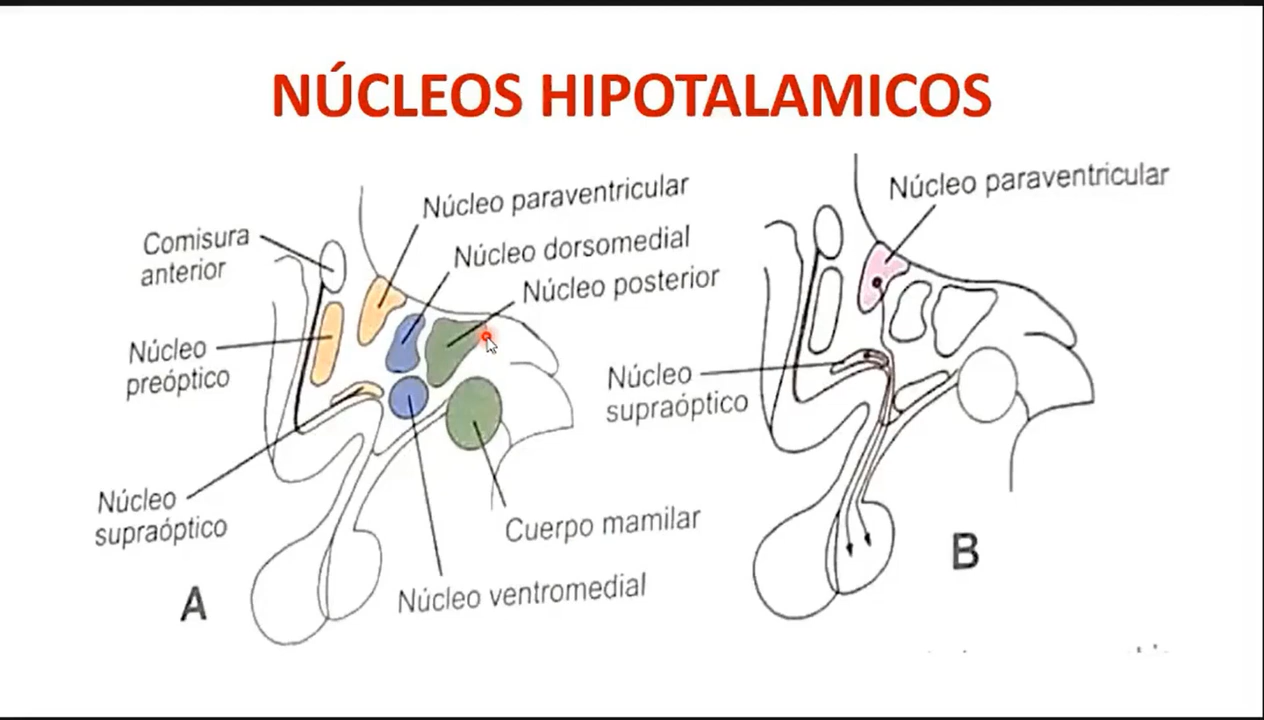 NÚCLEOS HIPOTALAMICOS
Núcleo paraventricular
Núcleo dorsomedial
Núcleo posterior
Comisura
anterior
Núcleo
preóptico
Núcleo
supraóptico
Cuerpo mamilar
Núcleo ventromedial
A
Núcleo paraventricular
Núcleo
supraóptico
B